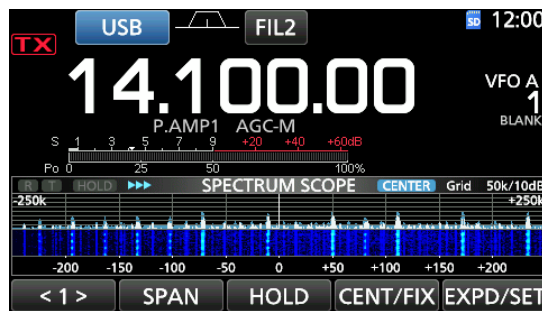 USB FIL2 SD 12:00
TX
14.100.00 VFO A
1
P.AMP1 AGC-M BLANK
S 1 3 5 7 9 +20 +40 +60dB
Po 0 25 50 100%
R T HOLD SPECTRUM SCOPE CENTER Grid 50k/10dB
-250k +250k
-200 -150 -100 -50 0 +50 +100 +150 +200
< 1 > SPAN HOLD CENT/FIX EXPD/SET